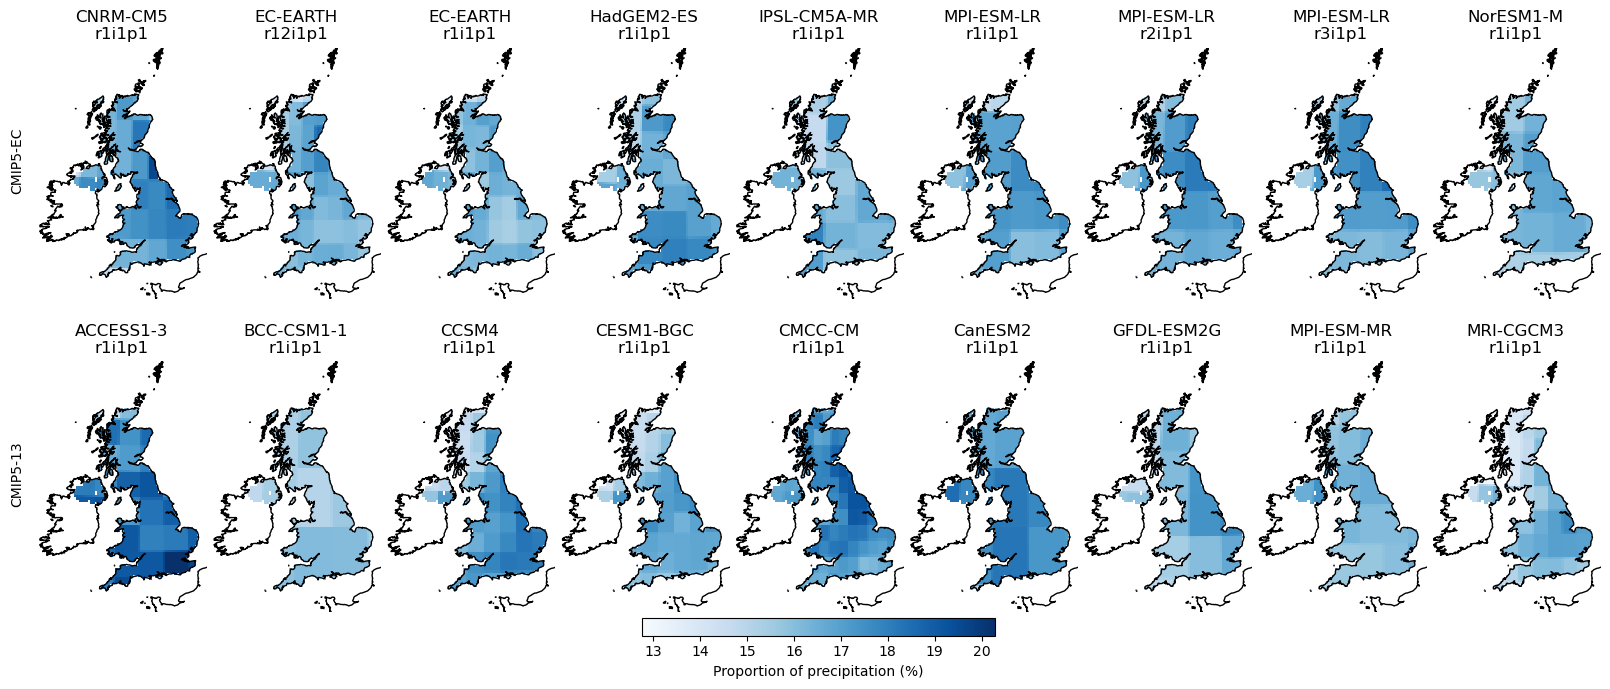 CNRM-CM5 EC-EARTH EC-EARTH HadGEM2-ES IPSL-CM5A-MR MPI-ESM-LR MPI-ESM-LR MPI-ESM-LR NorESM1-M
r1i1p1 r12i1p1 r1i1p1 r1i1p1 r1i1p1 r1i1p1 r2i1p1 r3i1p1 r1i1p1
CMIP5-EC
ACCESS1-3 BCC-CSM1-1 CCSM4 CESM1-BGC CMCC-CM CanESM2 GFDL-ESM2G MPI-ESM-MR MRI-CGCM3
r1i1p1 r1i1p1 r1i1p1 r1i1p1 r1i1p1 r1i1p1 r1i1p1 r1i1p1 r1i1p1
CMIP5-13
13 14 15 16 17 18 19 20
Proportion of precipitation (%)